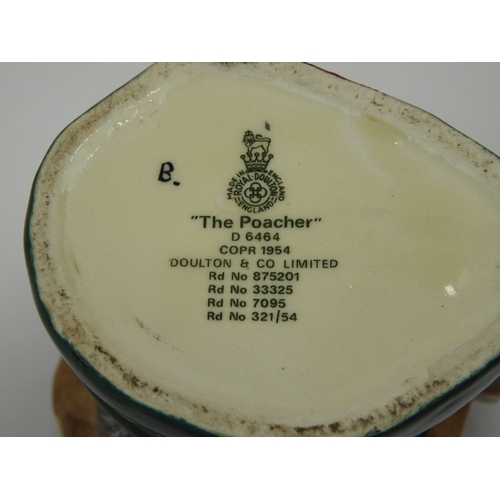 B.
MADE IN ENGLAND
ROYAL DOULTON
ENGLAND
"The Poacher"
D 6464
COPR 1954
DOULTON & CO LIMITED
Rd No 875201
Rd No 33325
Rd No 7095
Rd No 321/54